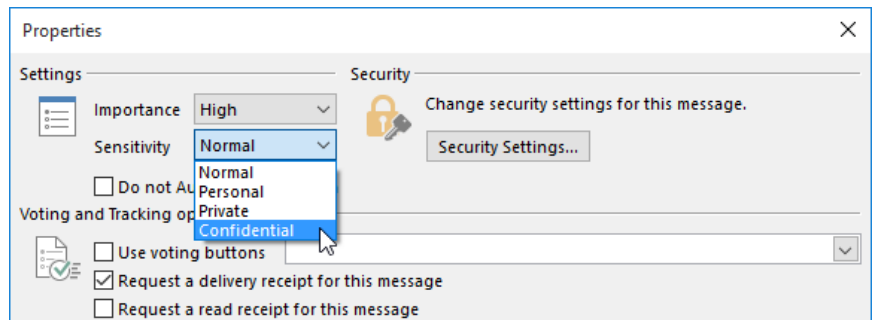 Properties
Settings
Security
Importance High
Change security settings for this message.
Sensitivity Normal
Security Settings...
Normal
Do not Au
Personal
Private
Voting and Tracking op
Confidential
Use voting buttons
Request a delivery receipt for this message
Request a read receipt for this message